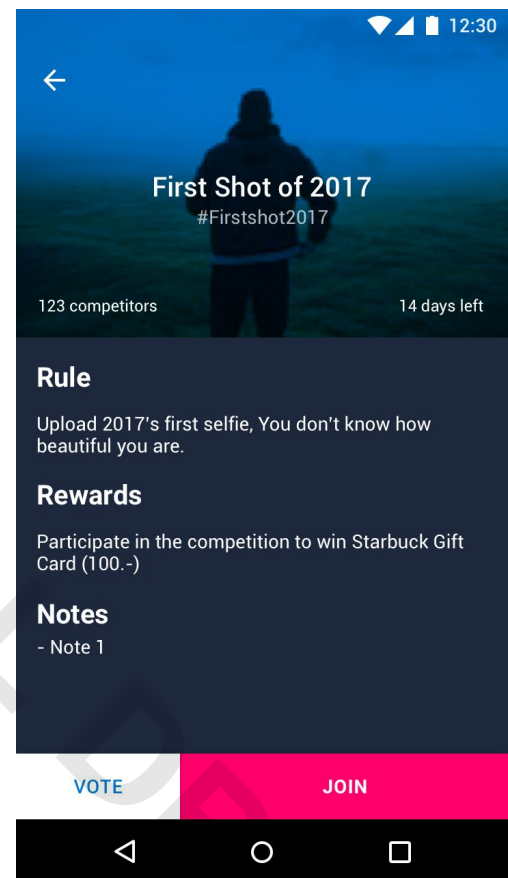 12:30
First Shot of 2017
#Firstshot2017
123 competitors
14 days left
Rule
Upload 2017's first selfie, You don't know how
beautiful you are.
Rewards
Participate in the competition to win Starbuck Gift
Card (100.-)
Notes
- Note 1
VOTE
JOIN